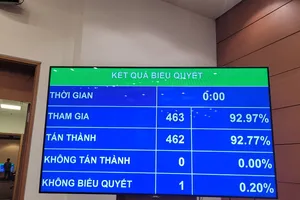 KẾT QUẢ BIỂU QUYẾT
THỜI GIAN 0:00
THAM GIA 463 92.97%
TÁN THÀNH 462 92.77%
KHÔNG TÁN THÀNH 0 0.00%
KHÔNG BIỂU QUYẾT 1 0.20%